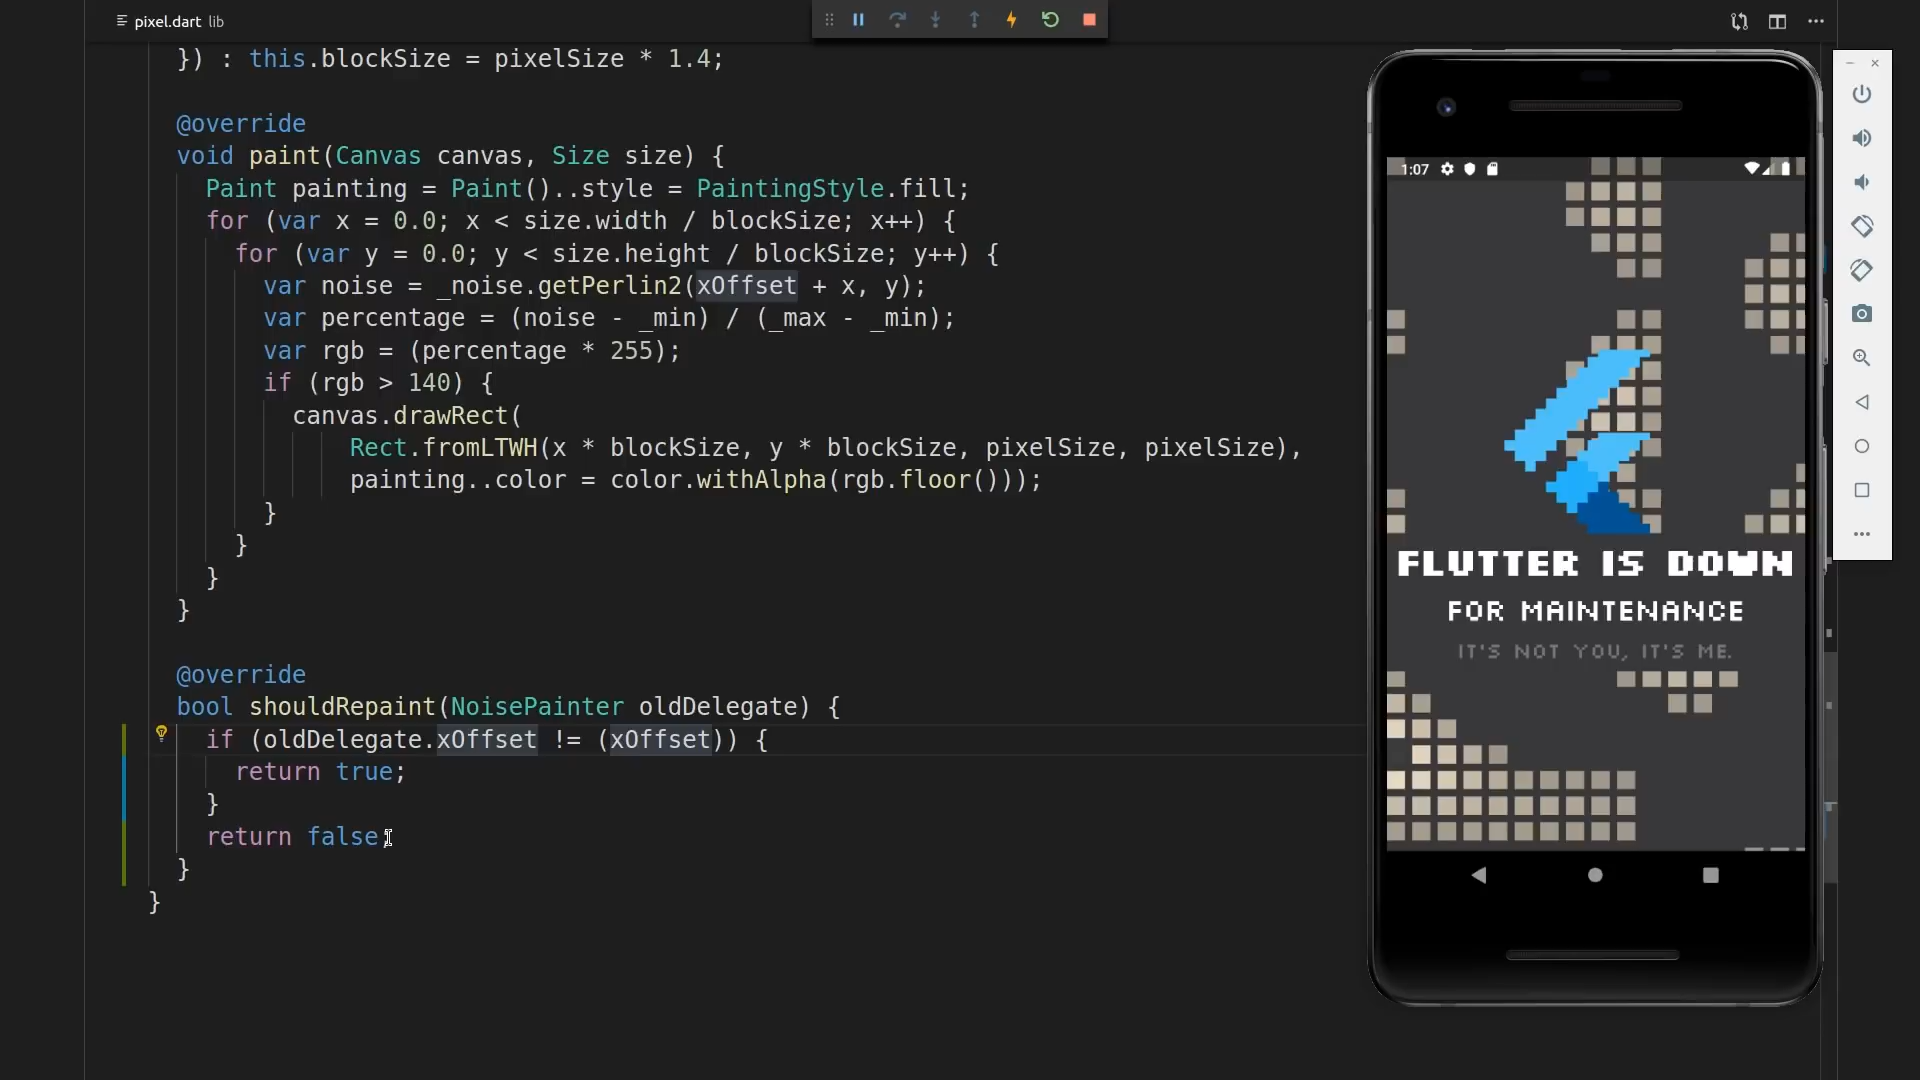 pixel.dart lib
}) : this.blockSize = pixelSize * 1.4;
@override
void paint(Canvas canvas, Size size) {
Paint painting = Paint()..style = PaintingStyle.fill;
for (var x = 0.0; x < size.width / blockSize; x++) {
for (var y = 0.0; y < size.height / blockSize; y++) {
var noise = _noise.getPerlin2(xOffset + x, y);
var percentage = (noise - _min) / (_max - _min);
var rgb = (percentage * 255);
if (rgb > 140) {
canvas.drawRect(
Rect.fromLTWH(x * blockSize, y * blockSize, pixelSize, pixelSize),
painting..color = color.withAlpha(rgb.floor()));
}
}
}
}
@override
bool shouldRepaint(NoisePainter oldDelegate) {
if (oldDelegate.xOffset != (xOffset)) {
return true;
}
return false;
}
}
1:07
FLUTTER IS DOWN
FOR MAINTENANCE
IT'S NOT YOU, IT'S ME.